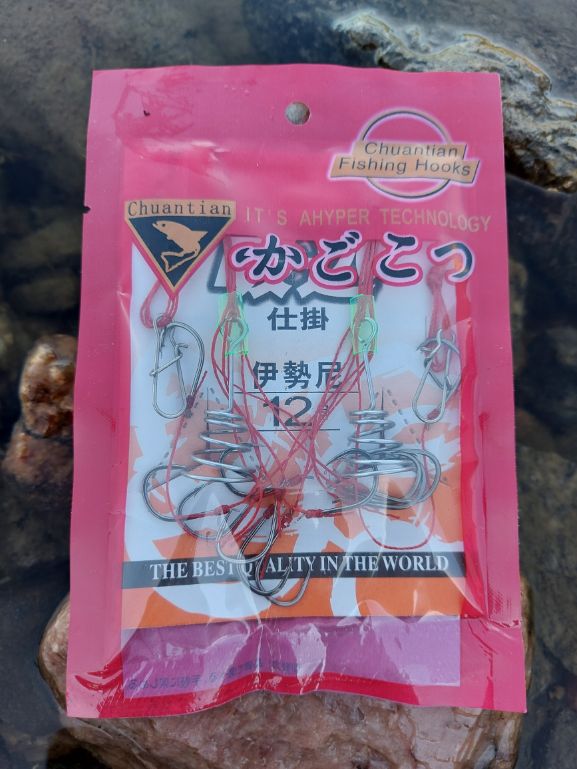 Chuantian
Fishing Hooks
Chuantian
IT'S AHYPER TECHNOLOGY
かごこっ
仕掛
伊勢尼
12
THE BEST QUALITY IN THE WORLD